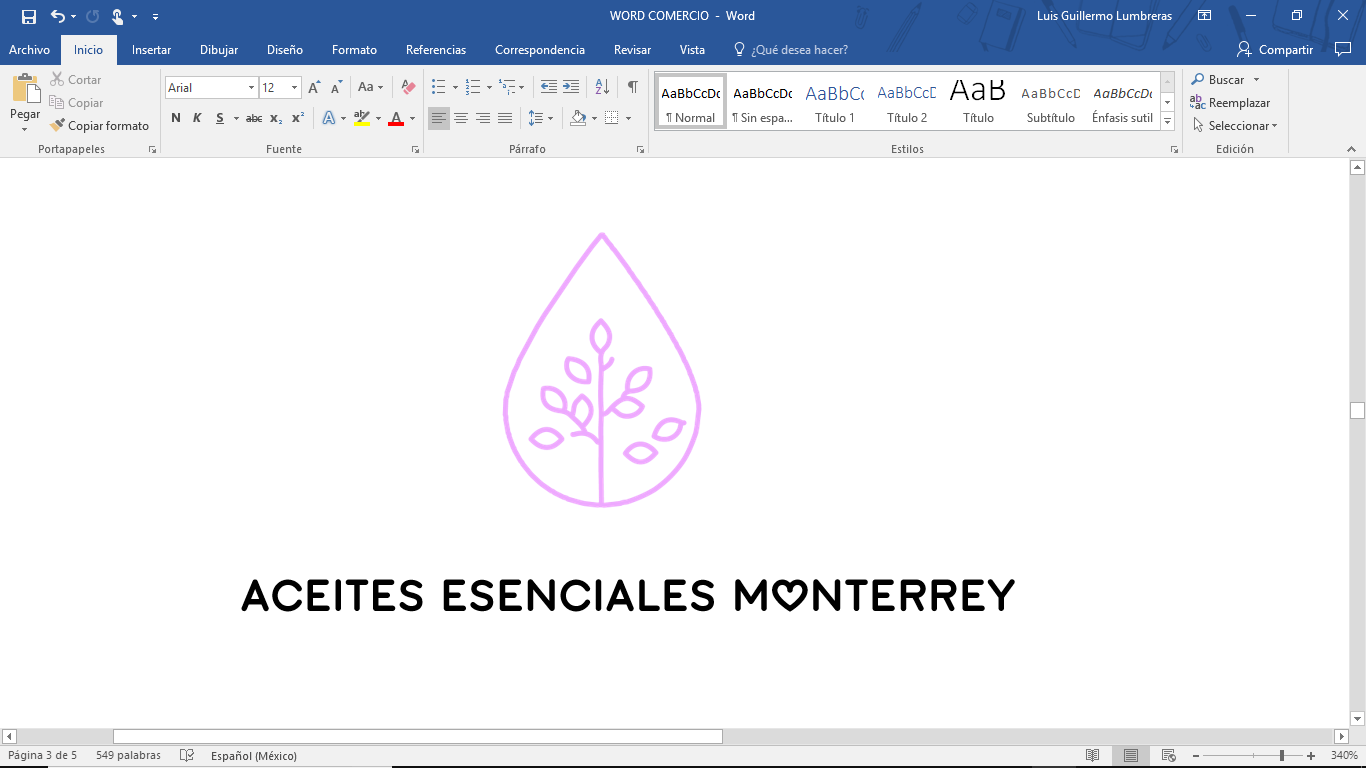 WORD COMERCIO - Word
Luis Guillermo Lumbreras
Archivo Inicio Insertar Dibujar Diseño Formato Referencias Correspondencia Revisar Vista ¿Qué desea hacer? Compartir
Pegar
Cortar
Copiar
Copiar formato
Portapapeles
Arial 12
N K S abc x₂ x²
Fuente
Párrafo
AaBbCcDc AaBbCcDc AaBbCc AaBbCcD AaB AaBbCcD AaBbCcDc
¶ Normal ¶ Sin espa... Título 1 Título 2 Título Subtítulo Énfasis sutil
Estilos
Buscar
Reemplazar
Seleccionar
Edición
ACEITES ESENCIALES MONTERREY
Página 3 de 5 549 palabras Español (México) 340%